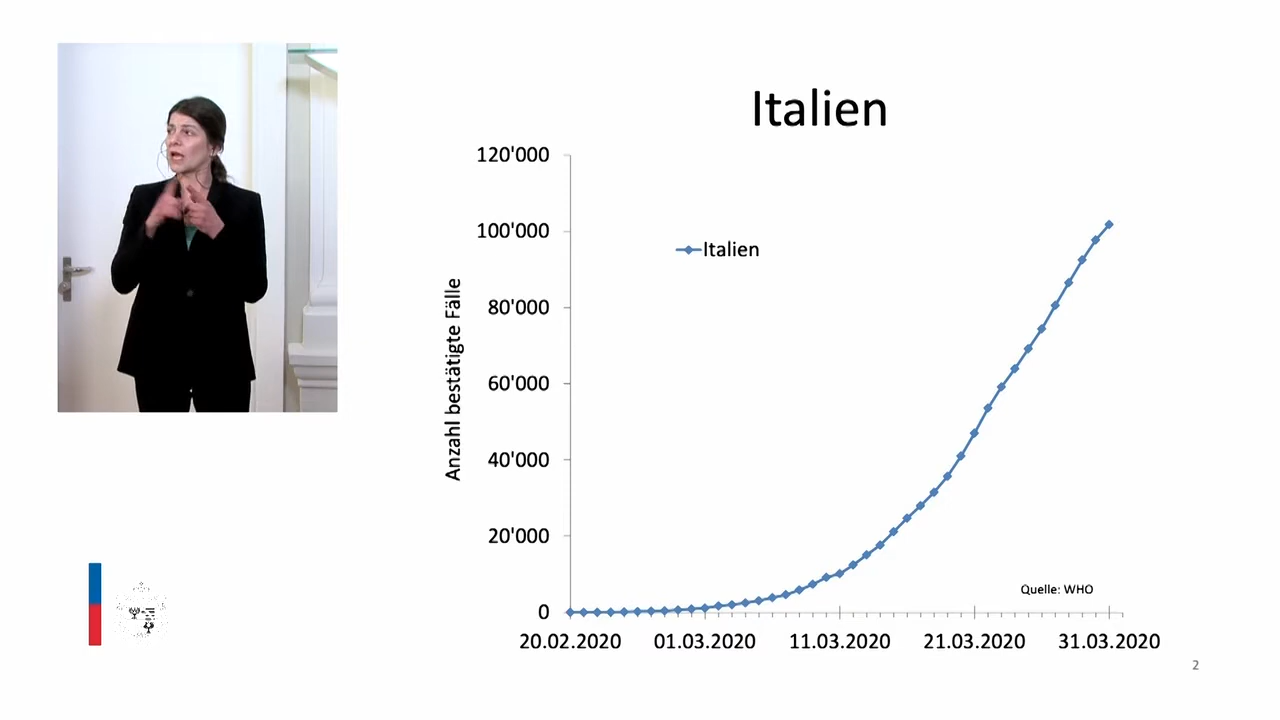 Italien
120'000
100'000
80'000
60'000
40'000
20'000
0
Anzahl bestätigte Fälle
Italien
Quelle: WHO
20.02.2020 01.03.2020 11.03.2020 21.03.2020 31.03.2020
2